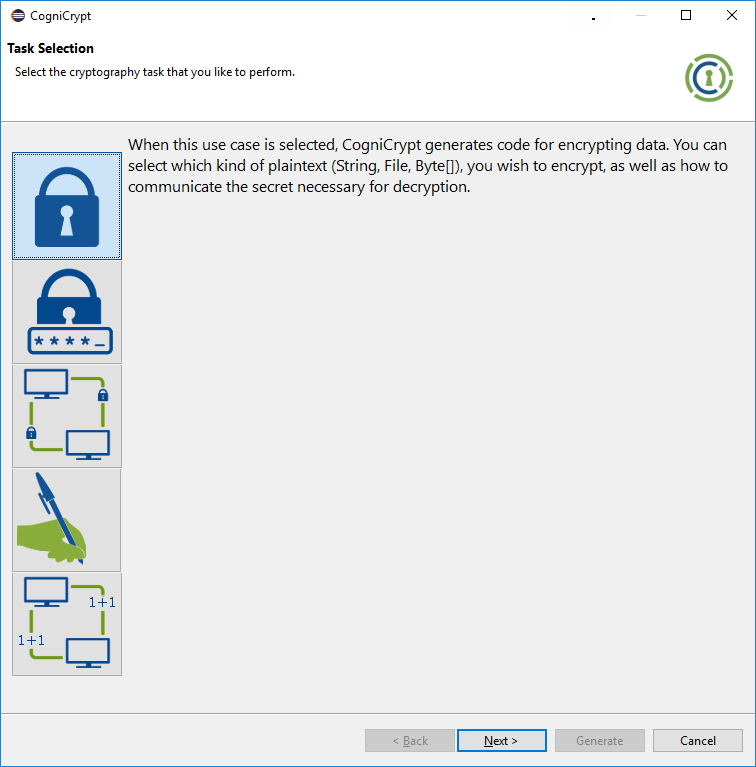 CogniCrypt
Task Selection
Select the cryptography task that you like to perform.
When this use case is selected, CogniCrypt generates code for encrypting data. You can
select which kind of plaintext (String, File, Byte[]), you wish to encrypt, as well as how to
communicate the secret necessary for decryption.
****_
1+1
1+1
< Back
Next >
Generate
Cancel